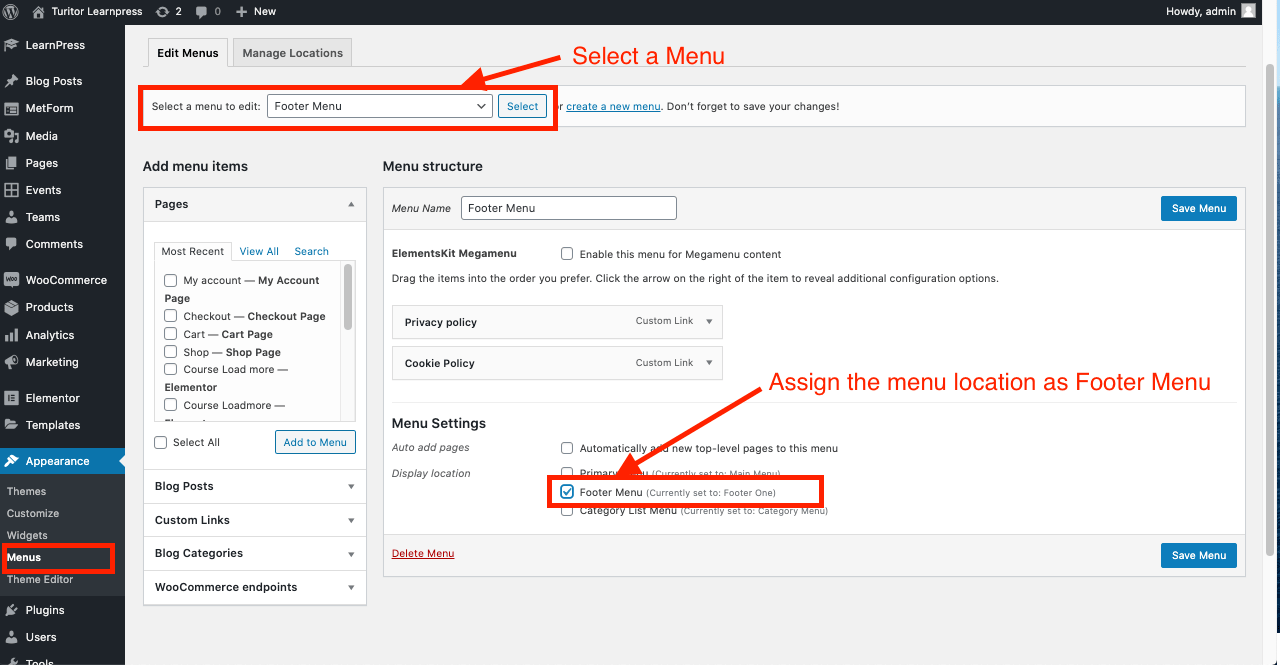 Turitor Learnpress 2 0 New Howdy, admin
LearnPress
Blog Posts
MetForm
Media
Pages
Events
Teams
Comments
WooCommerce
Products
Analytics
Marketing
Elementor
Templates
Appearance
Themes
Customize
Widgets
Menus
Theme Editor
Plugins
Users
Tools
Edit Menus Manage Locations
Select a Menu
Select a menu to edit: Footer Menu Select or create a new menu. Don't forget to save your changes!
Add menu items
Pages
Most Recent View All Search
My account — My Account
Page
Checkout — Checkout Page
Cart — Cart Page
Shop — Shop Page
Course Load more —
Elementor
Course Loadmore —
Select All Add to Menu
Blog Posts
Custom Links
Blog Categories
WooCommerce endpoints
Menu structure
Menu Name Footer Menu Save Menu
ElementsKit Megamenu Enable this menu for Megamenu content
Drag the items into the order you prefer. Click the arrow on the right of the item to reveal additional configuration options.
Privacy policy Custom Link
Cookie Policy Custom Link
Assign the menu location as Footer Menu
Menu Settings
Auto add pages Automatically add new top-level pages to this menu
Display location Primary Menu (Currently set to: Main Menu)
Footer Menu (Currently set to: Footer One)
Category List Menu (Currently set to: Category Menu)
Delete Menu Save Menu